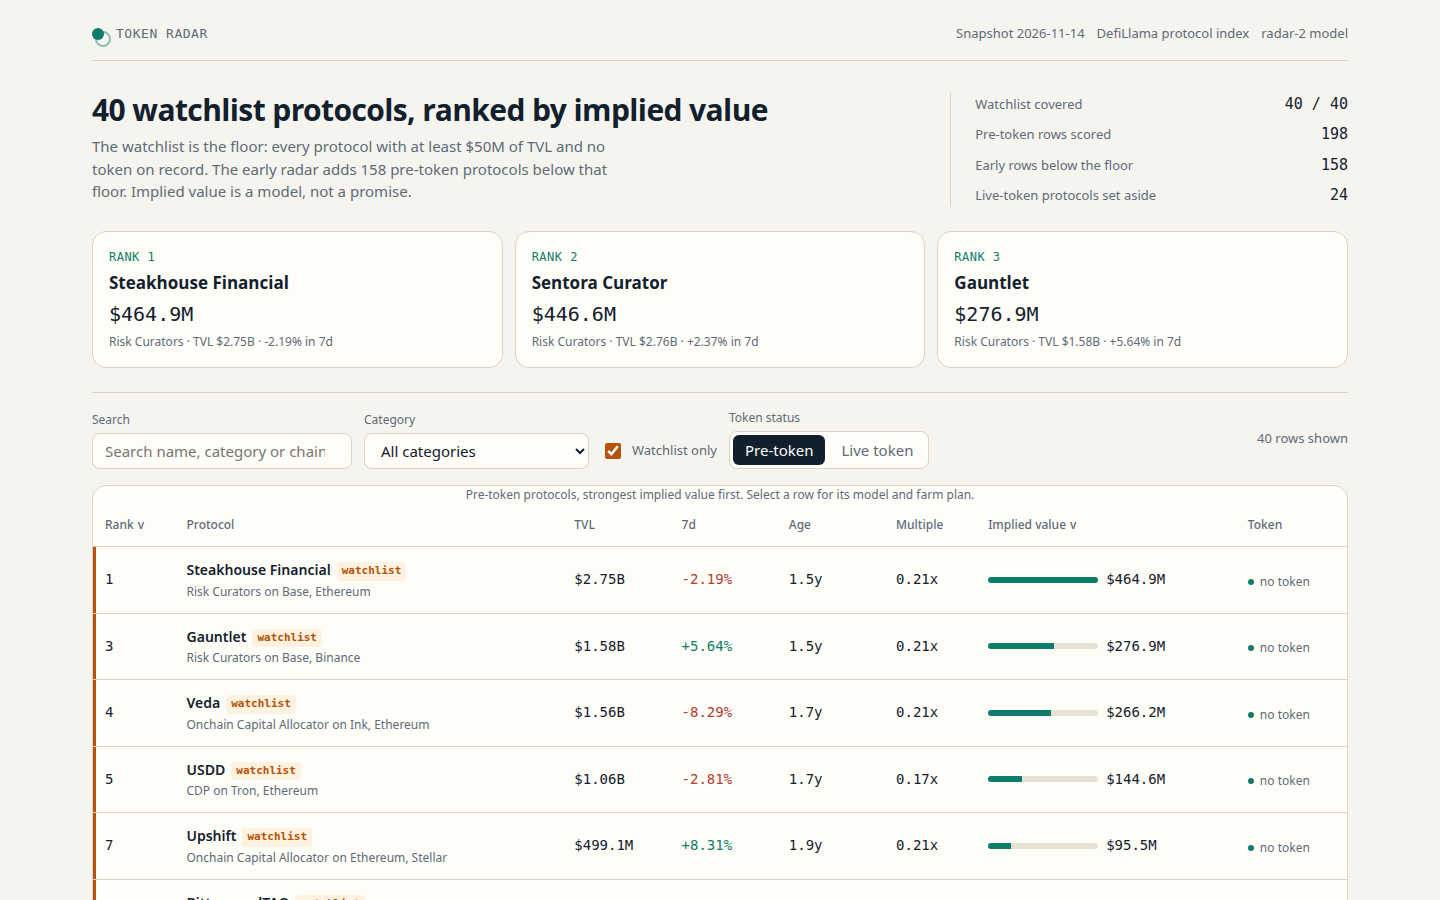 TOKEN RADAR
Snapshot 2026-11-14 DefiLlama protocol index radar-2 model
40 watchlist protocols, ranked by implied value
The watchlist is the floor: every protocol with at least $50M of TVL and no
token on record. The early radar adds 158 pre-token protocols below that
floor. Implied value is a model, not a promise.
Watchlist covered 40 / 40
Pre-token rows scored 198
Early rows below the floor 158
Live-token protocols set aside 24
RANK 1
Steakhouse Financial
$464.9M
Risk Curators · TVL $2.75B · -2.19% in 7d
RANK 2
Sentora Curator
$446.6M
Risk Curators · TVL $2.76B · +2.37% in 7d
RANK 3
Gauntlet
$276.9M
Risk Curators · TVL $1.58B · +5.64% in 7d
Search
Search name, category or chain
Category
All categories
Watchlist only
Token status
Pre-token Live token
40 rows shown
Pre-token protocols, strongest implied value first. Select a row for its model and farm plan.
Rank v Protocol TVL 7d Age Multiple Implied value v Token
1 Steakhouse Financial watchlist $2.75B -2.19% 1.5y 0.21x $464.9M no token
Risk Curators on Base, Ethereum
3 Gauntlet watchlist $1.58B +5.64% 1.5y 0.21x $276.9M no token
Risk Curators on Base, Binance
4 Veda watchlist $1.56B -8.29% 1.7y 0.21x $266.2M no token
Onchain Capital Allocator on Ink, Ethereum
5 USDD watchlist $1.06B -2.81% 1.7y 0.17x $144.6M no token
CDP on Tron, Ethereum
7 Upshift watchlist $499.1M +8.31% 1.9y 0.21x $95.5M no token
Onchain Capital Allocator on Ethereum, Stellar